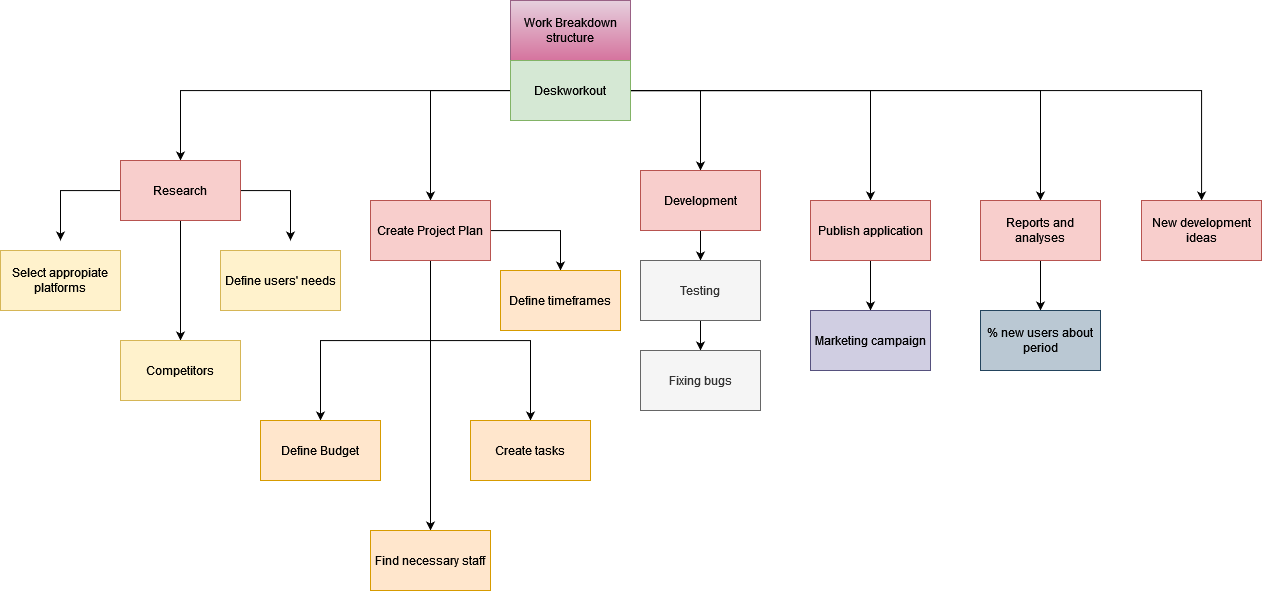 Work Breakdown
structure
Deskworkout
Research
Create Project Plan
Development
Publish application
Reports and
analyses
New development
ideas
Select appropiate
platforms
Define users' needs
Define timeframes
Testing
Marketing campaign
% new users about
period
Competitors
Fixing bugs
Define Budget
Create tasks
Find necessary staff